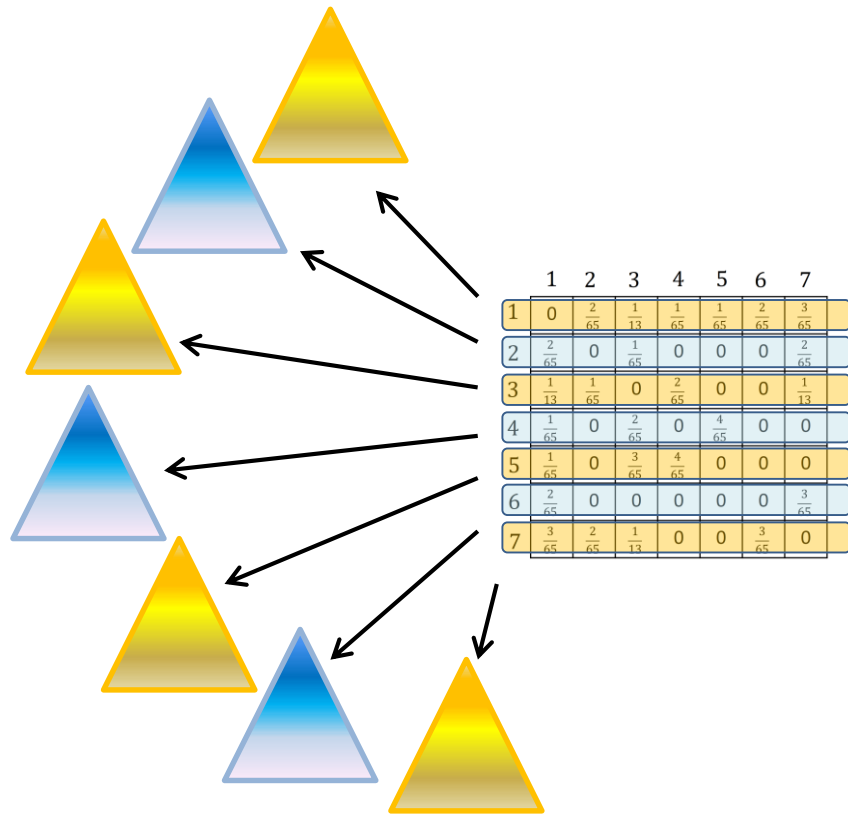 1 2 3 4 5 6 7
1 0 2/65 1/13 1/65 1/65 2/65 3/65
2 2/65 0 1/65 0 0 0 2/65
3 1/13 1/65 0 2/65 0 0 1/13
4 1/65 0 2/65 0 4/65 0 0
5 1/65 0 3/65 4/65 0 0 0
6 2/65 0 0 0 0 0 3/65
7 3/65 2/65 1/13 0 0 3/65 0